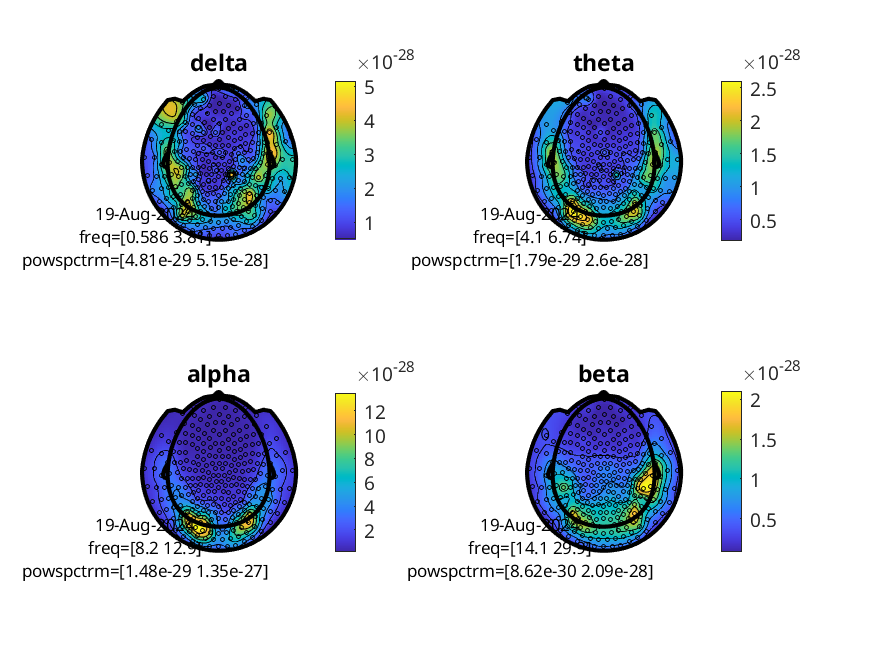 delta
×10-28
5
4
3
2
1
19-Aug-20
freq=[0.586 3.81]
powspctrm=[4.81e-29 5.15e-28]
theta
×10-28
2.5
2
1.5
1
0.5
19-Aug-20
freq=[4.1 6.74]
powspctrm=[1.79e-29 2.6e-28]
alpha
×10-28
12
10
8
6
4
2
19-Aug-20
freq=[8.2 12.9]
powspctrm=[1.48e-29 1.35e-27]
beta
×10-28
2
1.5
1
0.5
19-Aug-20
freq=[14.1 29.9]
powspctrm=[8.62e-30 2.09e-28]